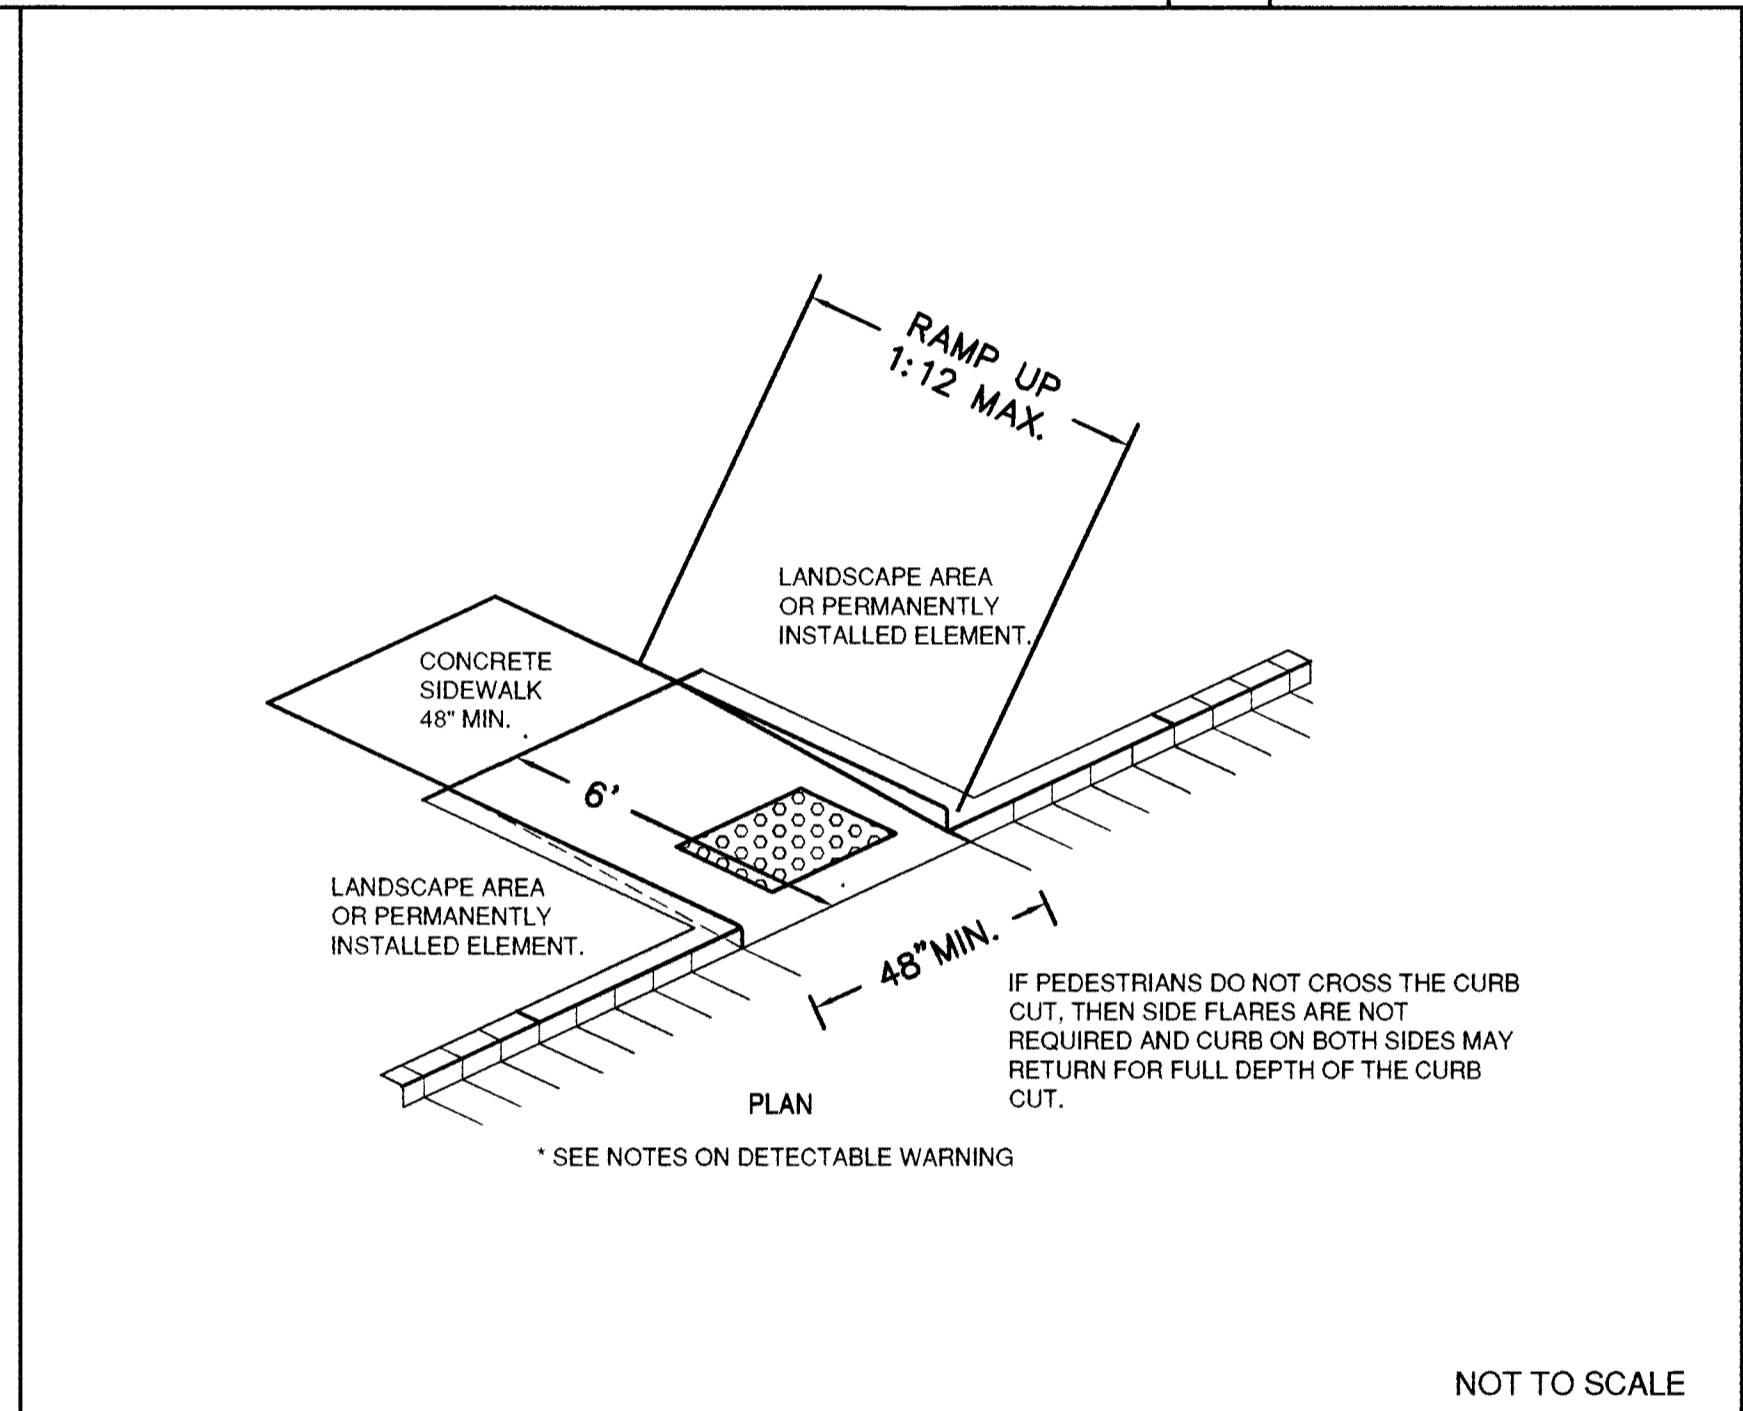 RAMP UP
1:12 MAX.
LANDSCAPE AREA
OR PERMANENTLY
INSTALLED ELEMENT.
CONCRETE
SIDEWALK
48" MIN.
6'
LANDSCAPE AREA
OR PERMANENTLY
INSTALLED ELEMENT.
48"MIN.
IF PEDESTRIANS DO NOT CROSS THE CURB
CUT, THEN SIDE FLARES ARE NOT
REQUIRED AND CURB ON BOTH SIDES MAY
RETURN FOR FULL DEPTH OF THE CURB
CUT.
PLAN
* SEE NOTES ON DETECTABLE WARNING
NOT TO SCALE